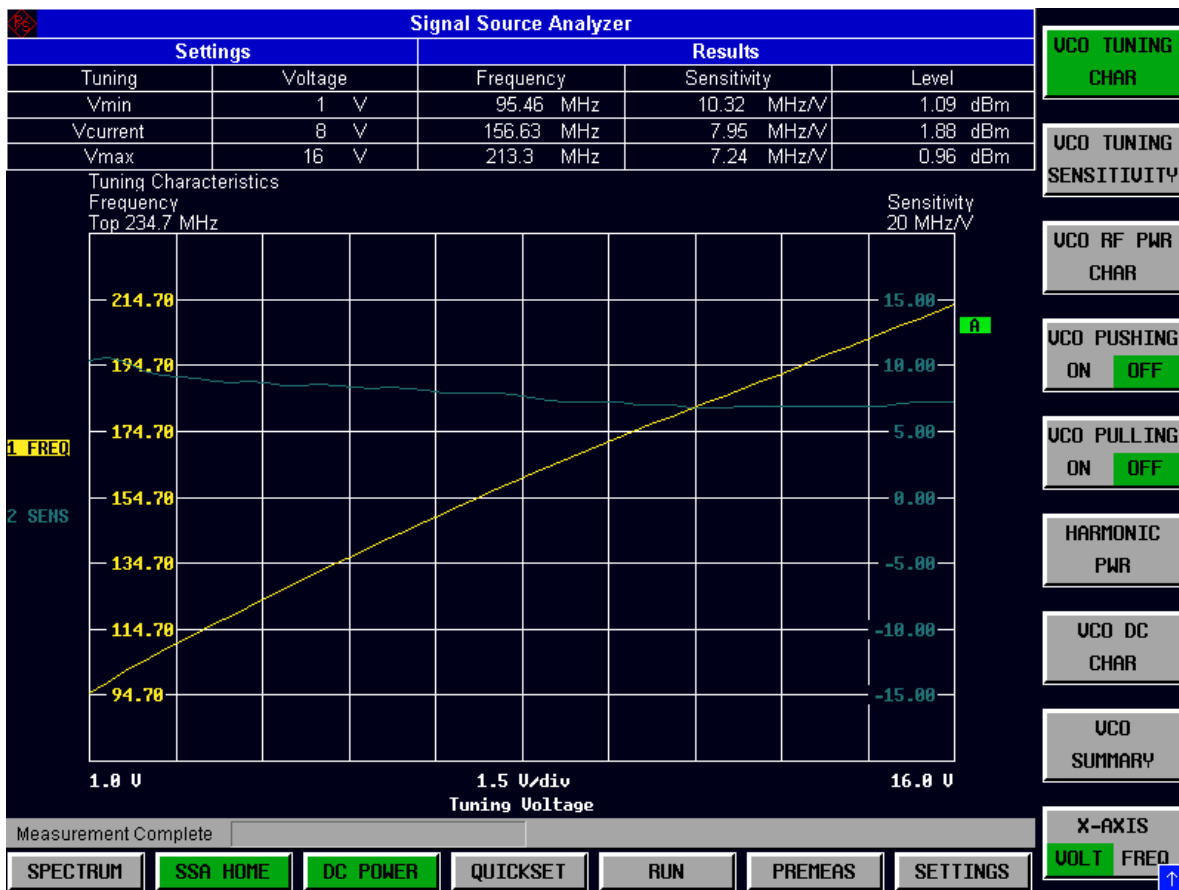 Signal Source Analyzer
Settings Results
Tuning Voltage Frequency Sensitivity Level
Vmin 1 V 95.46 MHz 10.32 MHz/V 1.09 dBm
Vcurrent 8 V 156.63 MHz 7.95 MHz/V 1.88 dBm
Vmax 16 V 213.3 MHz 7.24 MHz/V 0.96 dBm
Tuning Characteristics
Frequency Sensitivity
Top 234.7 MHz 20 MHz/V
214.70 15.00
A
194.70 10.00
174.70 5.00
1 FREQ
154.70 0.00
2 SENS
134.70 -5.00
114.70 -10.00
94.70 -15.00
1.0 V 1.5 V/div 16.0 V
Tuning Voltage
Measurement Complete
SPECTRUM SSA HOME DC POWER QUICKSET RUN PREMEAS SETTINGS
VCO TUNING
CHAR
VCO TUNING
SENSITIVITY
VCO RF PWR
CHAR
VCO PUSHING
ON OFF
VCO PULLING
ON OFF
HARMONIC
PWR
VCO DC
CHAR
VCO
SUMMARY
X-AXIS
VOLT FREQ